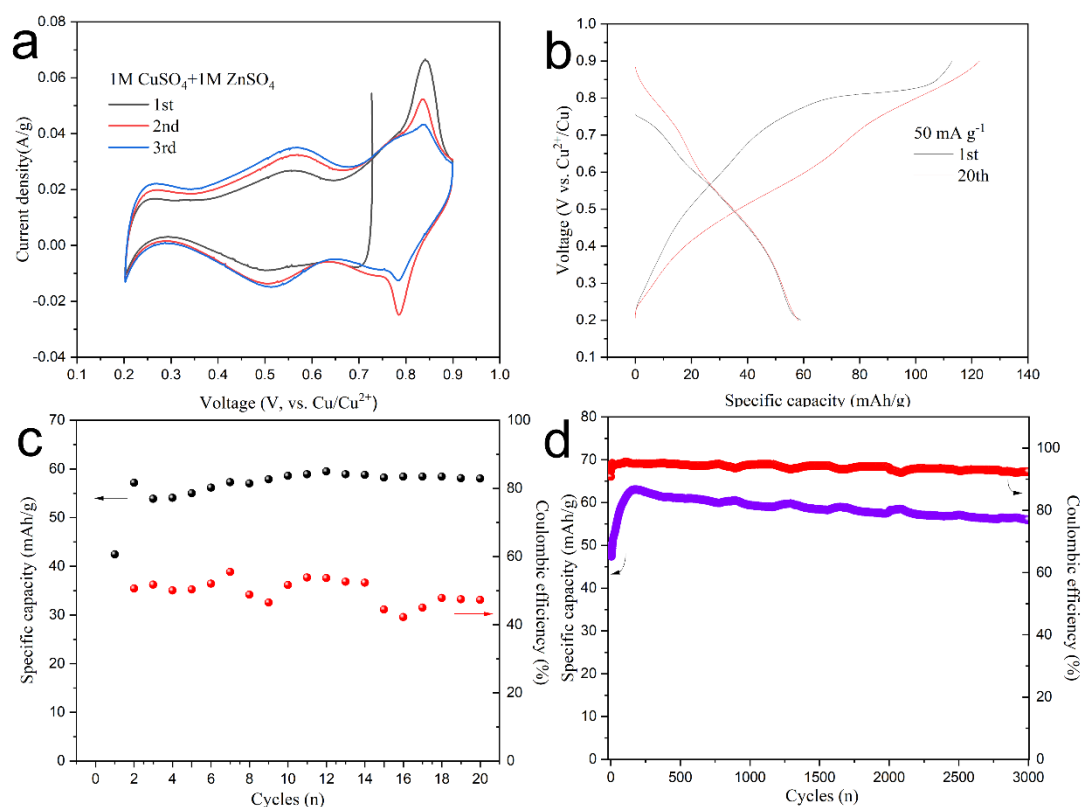 a
1M CuSO₄+1M ZnSO₄
1st
2nd
3rd
Current density(A/g)
0.08
0.06
0.04
0.02
0.00
-0.02
-0.04
0.1 0.2 0.3 0.4 0.5 0.6 0.7 0.8 0.9 1.0
Voltage (V, vs. Cu/Cu²⁺)
b
50 mA g⁻¹
1st
20th
Voltage (V vs. Cu²⁺/Cu)
1.0
0.9
0.8
0.7
0.6
0.5
0.4
0.3
0.2
0.1
0 20 40 60 80 100 120 140
Specific capacity (mAh/g)
c
Specific capacity (mAh/g)
70
60
50
40
30
20
10
0
100
80
60
40
20
0
Coulombic efficiency (%)
0 2 4 6 8 10 12 14 16 18 20
Cycles (n)
d
Specific capacity (mAh/g)
80
70
60
50
40
30
20
10
0
100
80
60
40
20
0
Coulombic efficiency (%)
0 500 1000 1500 2000 2500 3000
Cycles (n)